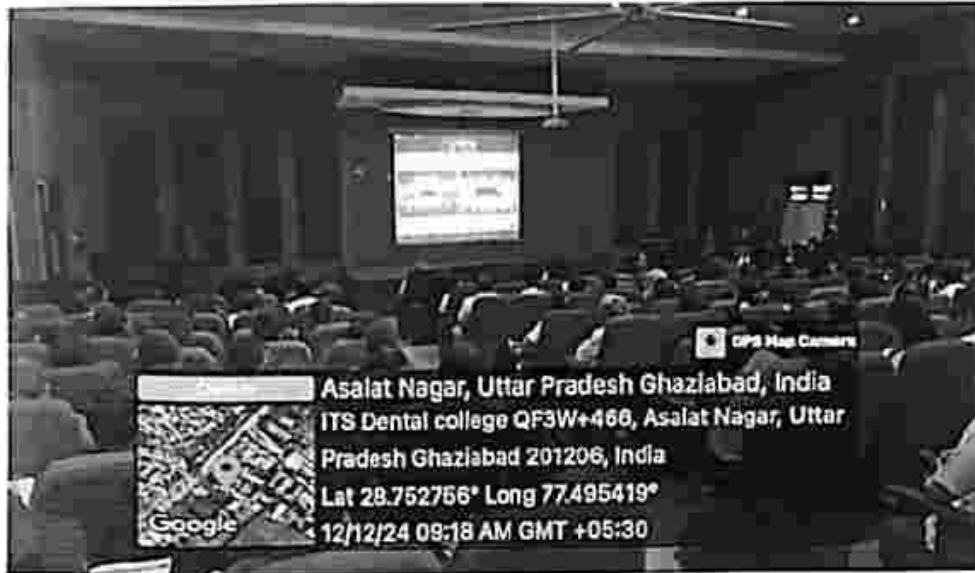 GPS Map Camera
Asalat Nagar, Uttar Pradesh Ghaziabad, India
ITS Dental college QF3W+466, Asalat Nagar, Uttar
Pradesh Ghaziabad 201206, India
Lat 28.752756° Long 77.495419°
12/12/24 09:18 AM GMT +05:30
Google